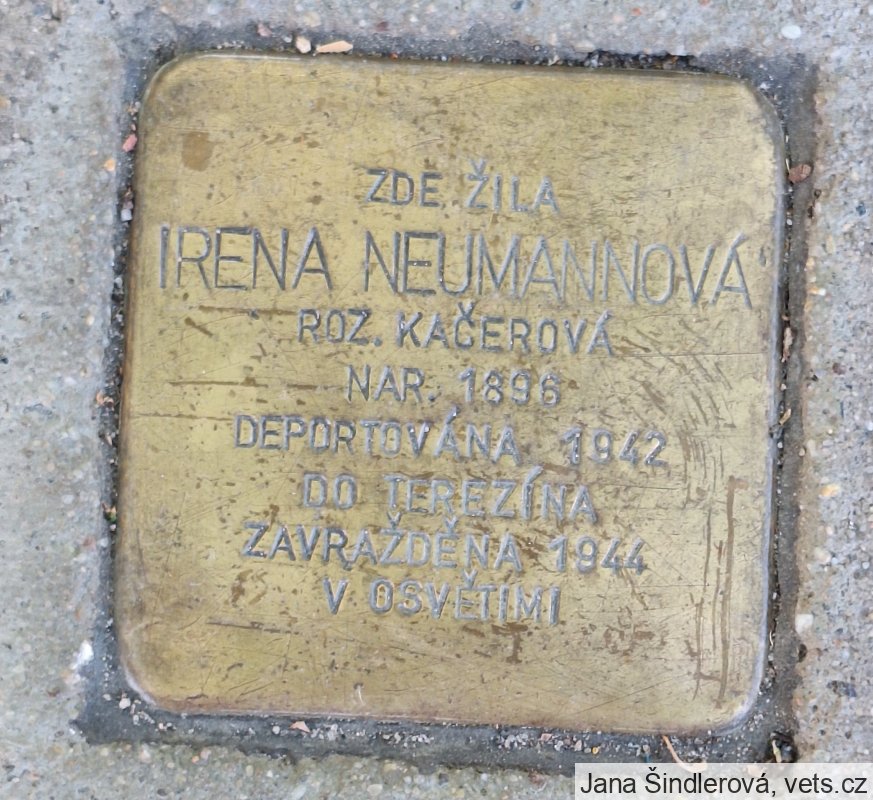 ZDE ŽILA
IRENA NEUMANNOVÁ
ROZ. KAČEROVÁ
NAR. 1896
DEPORTOVÁNA 1942
DO TEREZÍNA
ZAVRAŽDĚNA 1944
V OSVĚTIMI
Jana Šindlerová, vets.cz